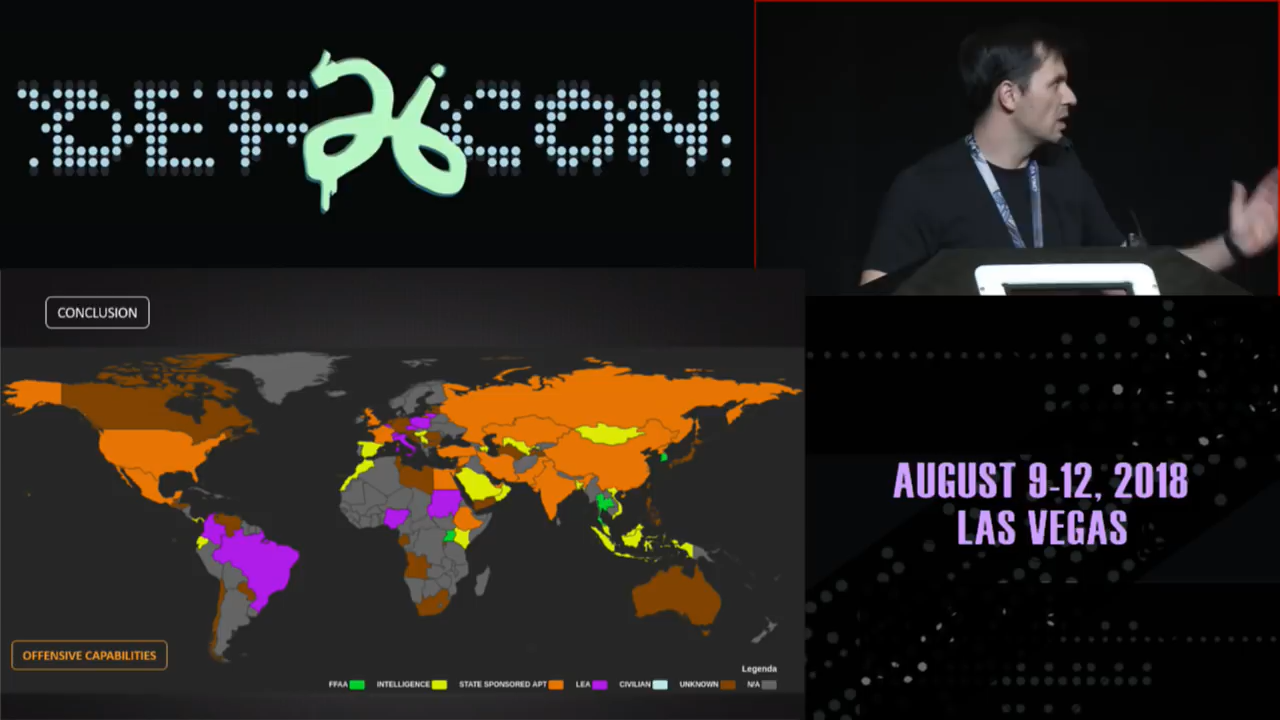 DEF 26 CON
CONCLUSION
AUGUST 9-12, 2018
LAS VEGAS
OFFENSIVE CAPABILITIES
Legenda
FFAA INTELLIGENCE STATE SPONSORED APT LEA CIVILIAN UNKNOWN N/A